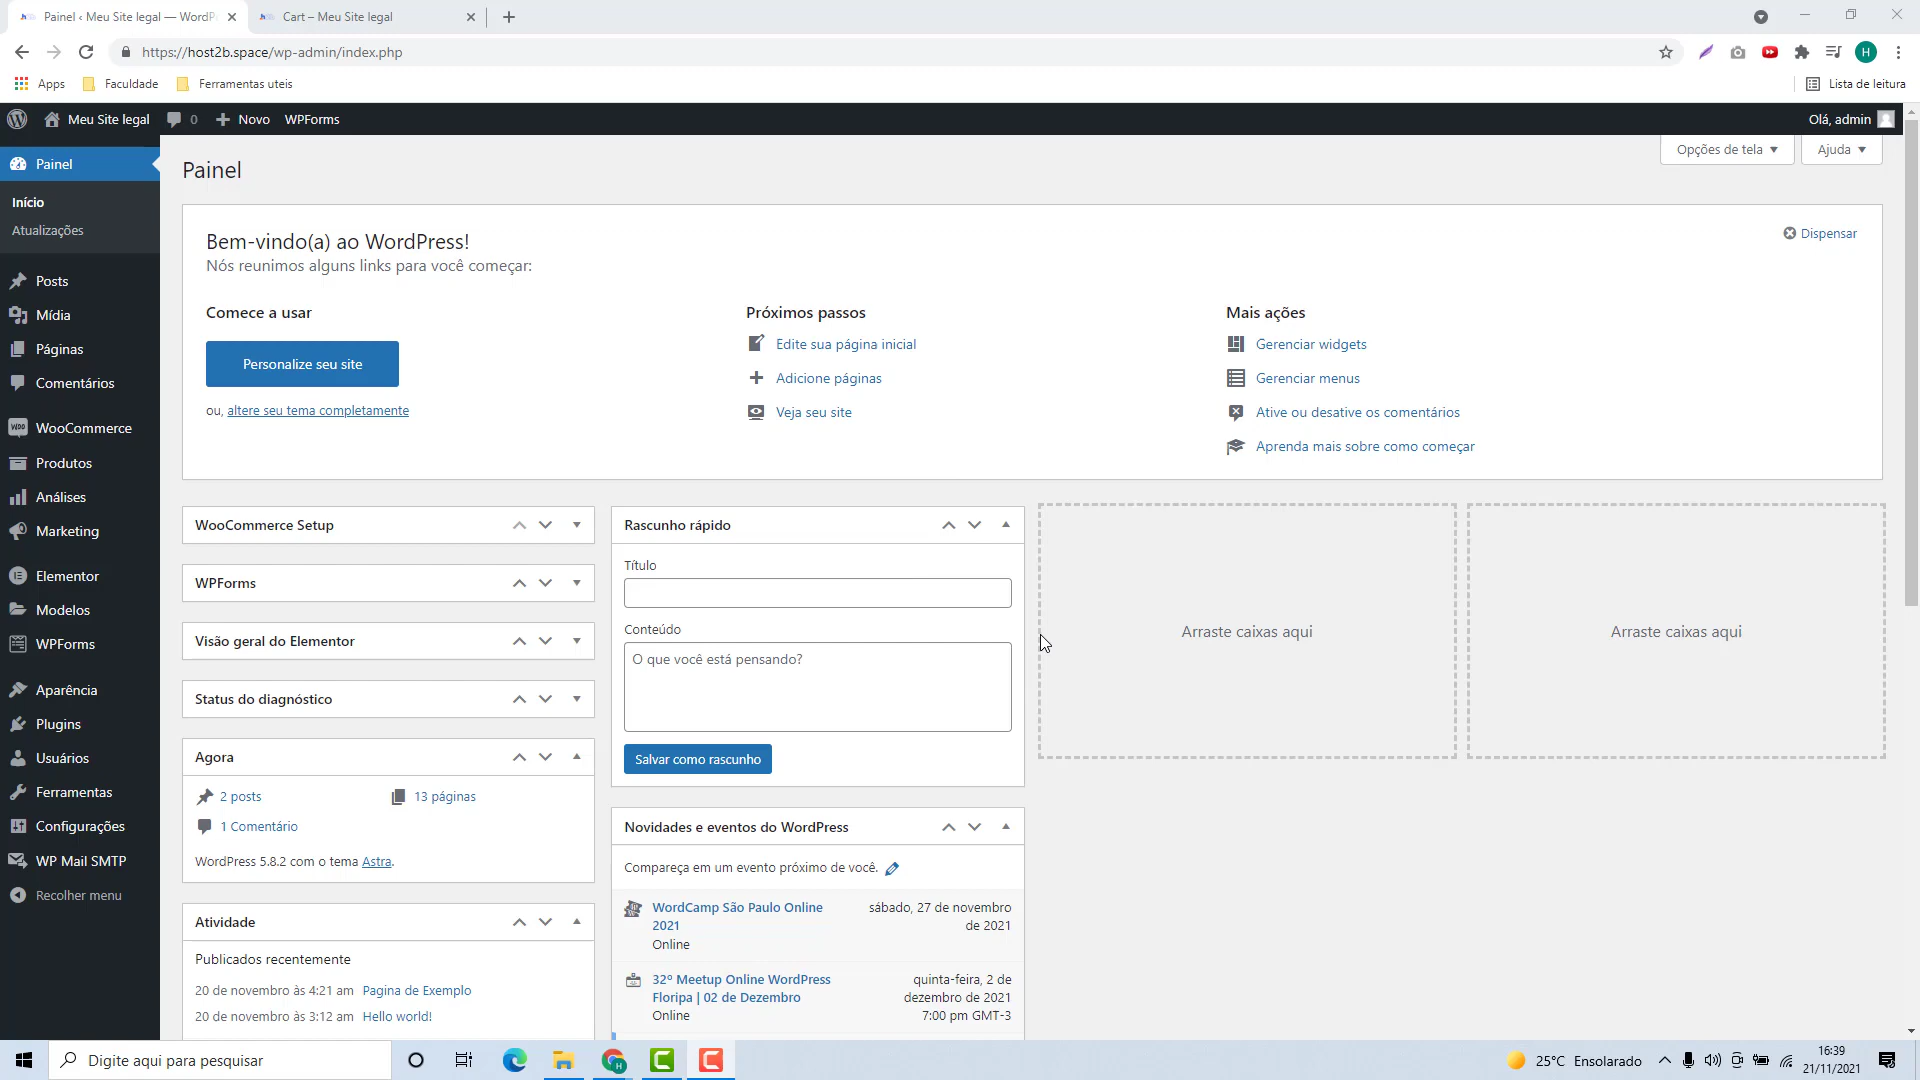 Painel ‹ Meu Site legal — WordP
Cart – Meu Site legal
https://host2b.space/wp-admin/index.php
H
Apps
Faculdade
Ferramentas uteis
Lista de leitura
Meu Site legal
0
Novo
WPForms
Olá, admin
Painel
Início
Atualizações
Posts
Mídia
Páginas
Comentários
WooCommerce
Produtos
Análises
Marketing
Elementor
Modelos
WPForms
Aparência
Plugins
Usuários
Ferramentas
Configurações
WP Mail SMTP
Recolher menu
Painel
Opções de tela
Ajuda
Bem-vindo(a) ao WordPress!
Nós reunimos alguns links para você começar:
Dispensar
Comece a usar
Personalize seu site
ou, altere seu tema completamente
Próximos passos
Edite sua página inicial
Adicione páginas
Veja seu site
Mais ações
Gerenciar widgets
Gerenciar menus
Ative ou desative os comentários
Aprenda mais sobre como começar
WooCommerce Setup
WPForms
Visão geral do Elementor
Status do diagnóstico
Agora
2 posts
13 páginas
1 Comentário
WordPress 5.8.2 com o tema Astra.
Atividade
Publicados recentemente
20 de novembro às 4:21 am Pagina de Exemplo
20 de novembro às 3:12 am Hello world!
Rascunho rápido
Título
Conteúdo
O que você está pensando?
Salvar como rascunho
Novidades e eventos do WordPress
Compareça em um evento próximo de você.
WordCamp São Paulo Online
2021
Online
sábado, 27 de novembro
de 2021
32º Meetup Online WordPress
Floripa | 02 de Dezembro
Online
quinta-feira, 2 de
dezembro de 2021
7:00 pm GMT-3
Arraste caixas aqui
Arraste caixas aqui
Digite aqui para pesquisar
25°C Ensolarado
16:39
21/11/2021